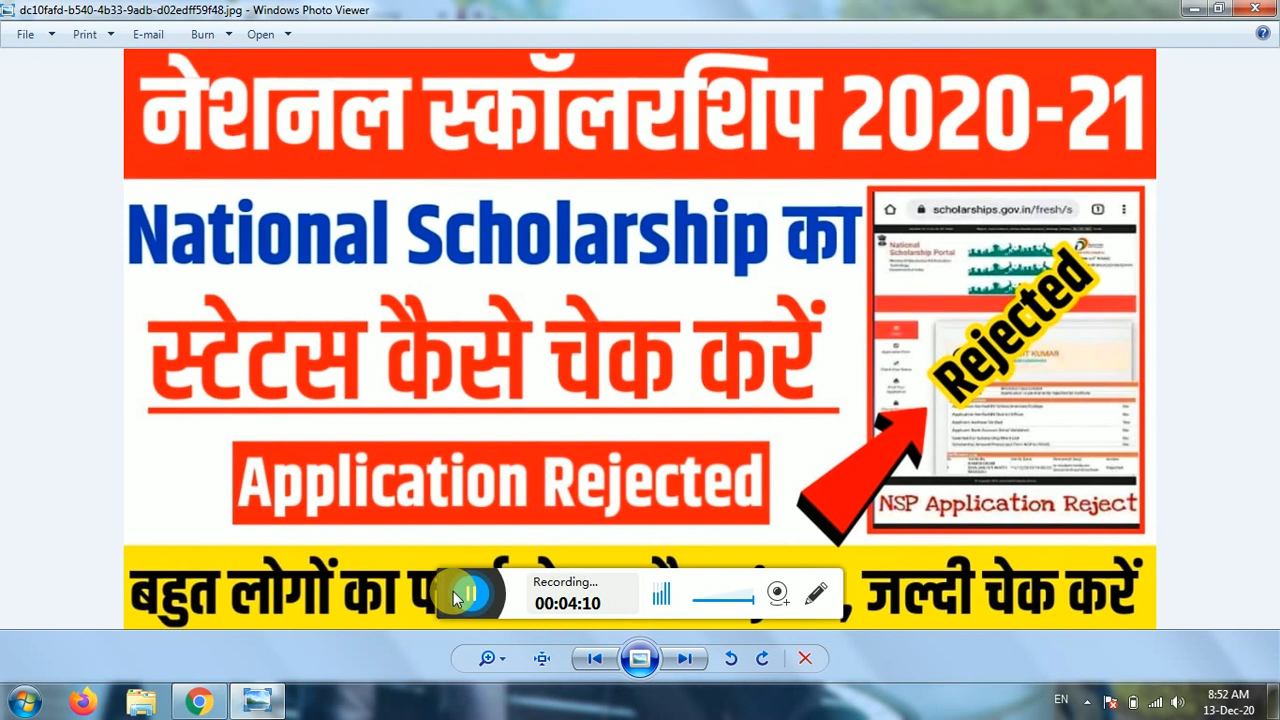 dc10fafd-b540-4b33-9adb-d02edff59f48.jpg - Windows Photo Viewer
File Print E-mail Burn Open
नेशनल स्कॉलरशिप 2020-21
National Scholarship का
स्टेटस कैसे चेक करें
Application Rejected
scholarships.gov.in/fresh/s
1
National
Scholarship Portal
Rejected
KUMAR
NSP Application Reject
बहुत लोगों का
, जल्दी चेक करें
Recording...
00:04:10
EN
8:52 AM
13-Dec-20